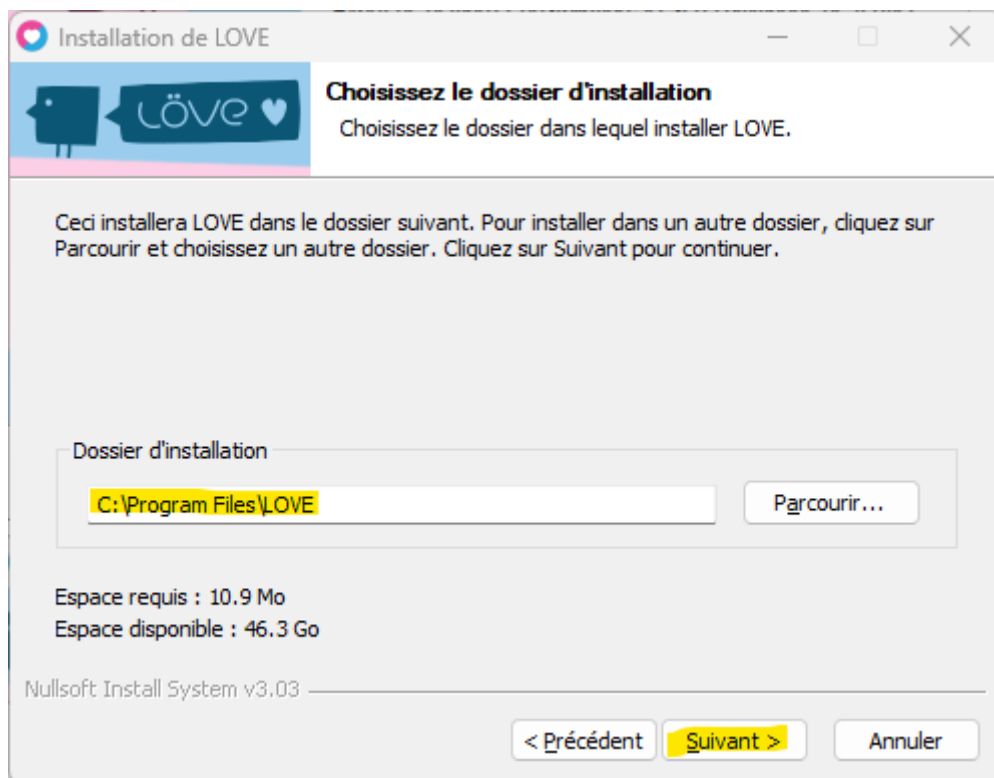 Installation de LOVE
LÖVE
Choisissez le dossier d'installation
Choisissez le dossier dans lequel installer LOVE.
Ceci installera LOVE dans le dossier suivant. Pour installer dans un autre dossier, cliquez sur
Parcourir et choisissez un autre dossier. Cliquez sur Suivant pour continuer.
Dossier d'installation
C:\Program Files\LOVE
Parcourir...
Espace requis : 10.9 Mo
Espace disponible : 46.3 Go
Nullsoft Install System v3.03
< Précédent
Suivant >
Annuler